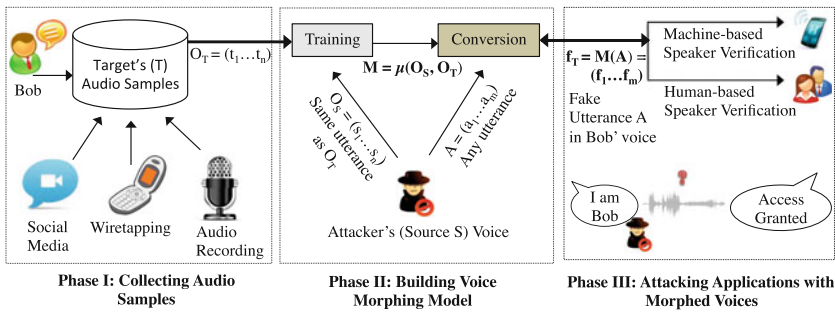 Bob
Target's (T)
Audio Samples
Social
Media
Wiretapping
Audio
Recording
Phase I: Collecting Audio
Samples
O_T = (t_1…t_n)
Training
Conversion
M = μ(O_S, O_T)
O_S = (s_1…s_n)
Same utterance
as O_T
A = (a_1…a_m)
Any utterance
Attacker's (Source S) Voice
Phase II: Building Voice
Morphing Model
f_T = M(A) =
(f_1…f_m)
Fake
Utterance A
in Bob' voice
Machine-based
Speaker Verification
Human-based
Speaker Verification
I am
Bob
?
Access
Granted
Phase III: Attacking Applications with
Morphed Voices